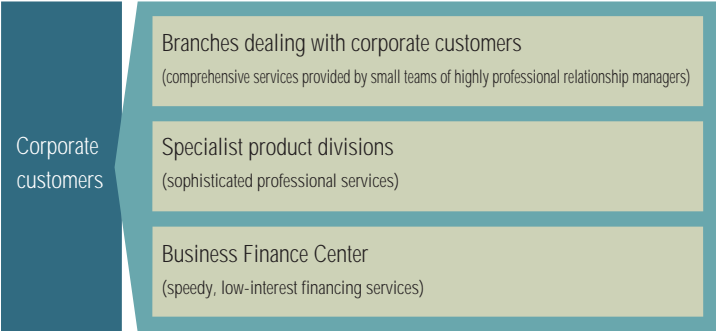 Corporate
customers
Branches dealing with corporate customers
(comprehensive services provided by small teams of highly professional relationship managers)
Specialist product divisions
(sophisticated professional services)
Business Finance Center
(speedy, low-interest financing services)